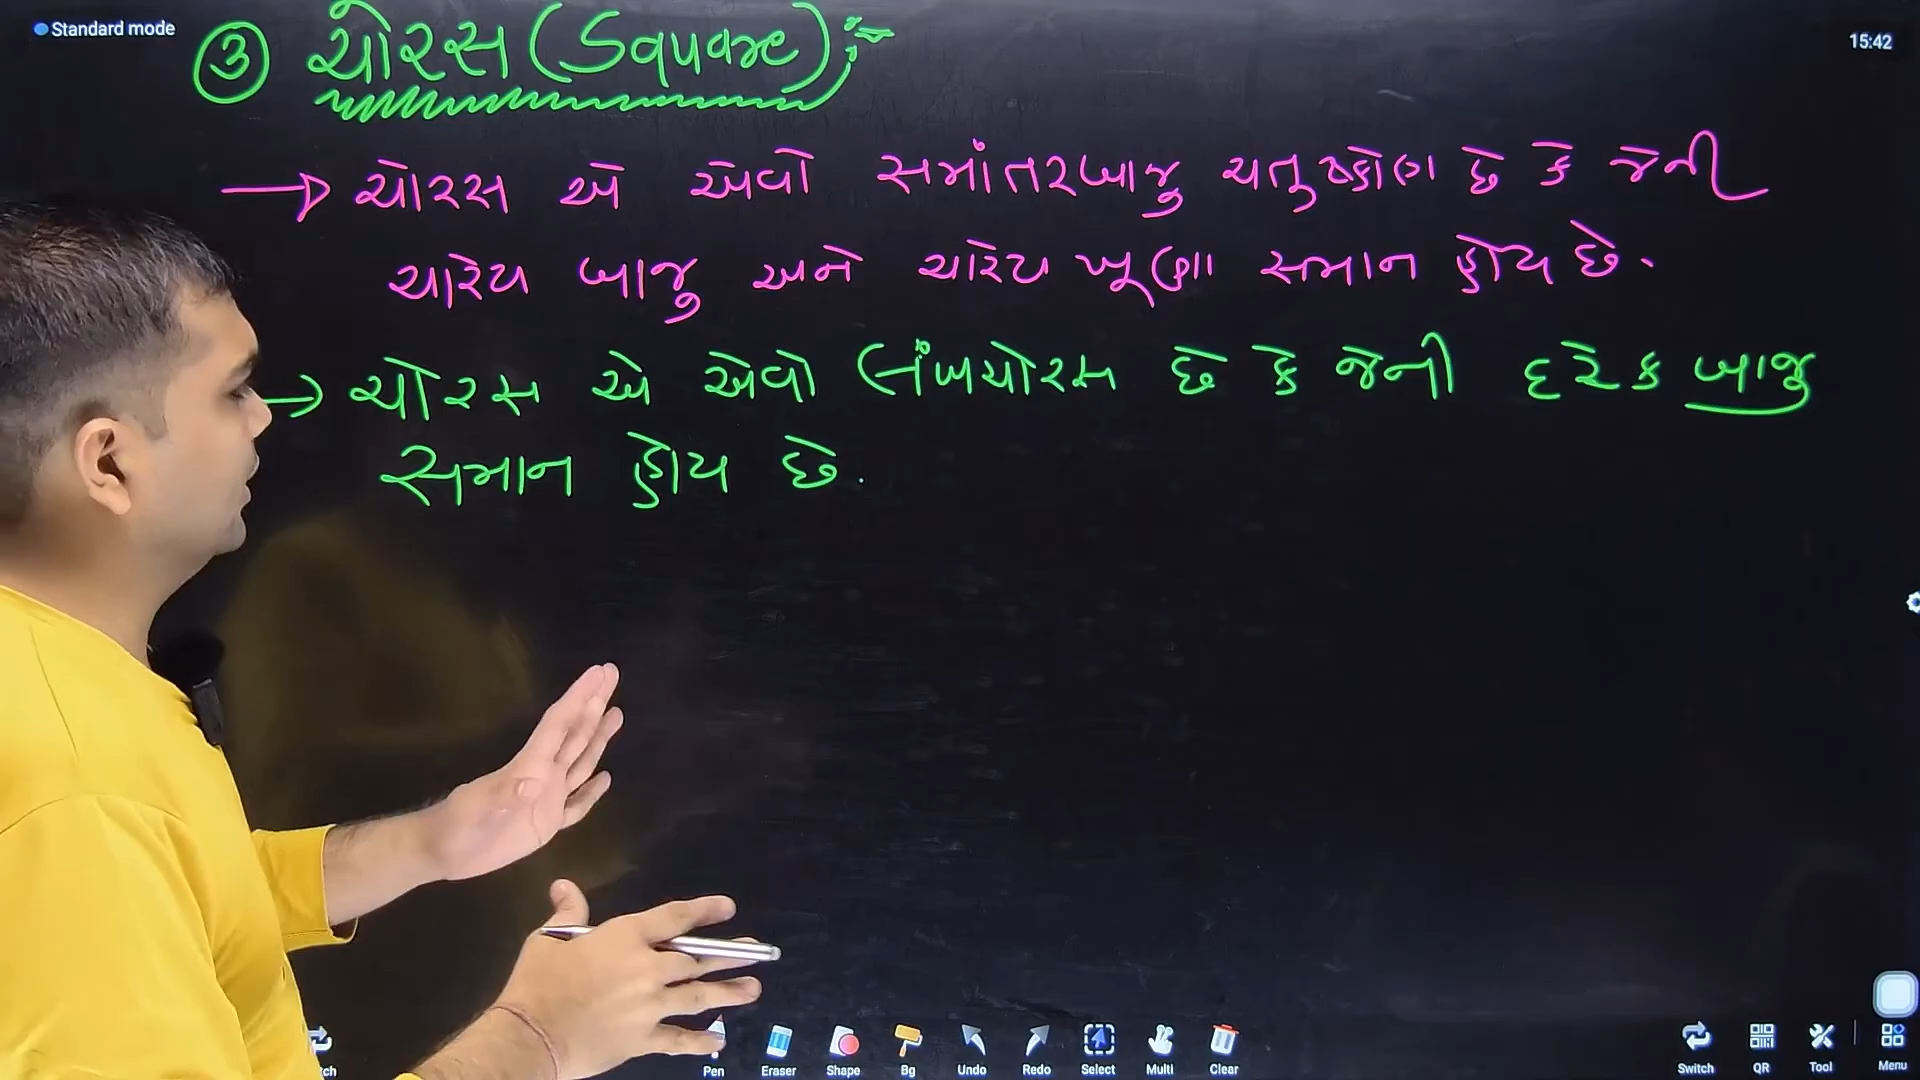 Standard mode
15:42
③ ચોરસ (Square) :-
→ ચોરસ એ એવો સમાંતરબાજુ ચતુષ્કોણ છે કે જેની
ચારેય બાજુ અને ચારેય ખૂણા સમાન હોય છે.
→ ચોરસ એ એવો લંબચોરસ છે કે જેની દરેક બાજુ
સમાન હોય છે.
Pen Eraser Shape Bg Undo Redo Select Multi Clear Switch QR Tool Menu